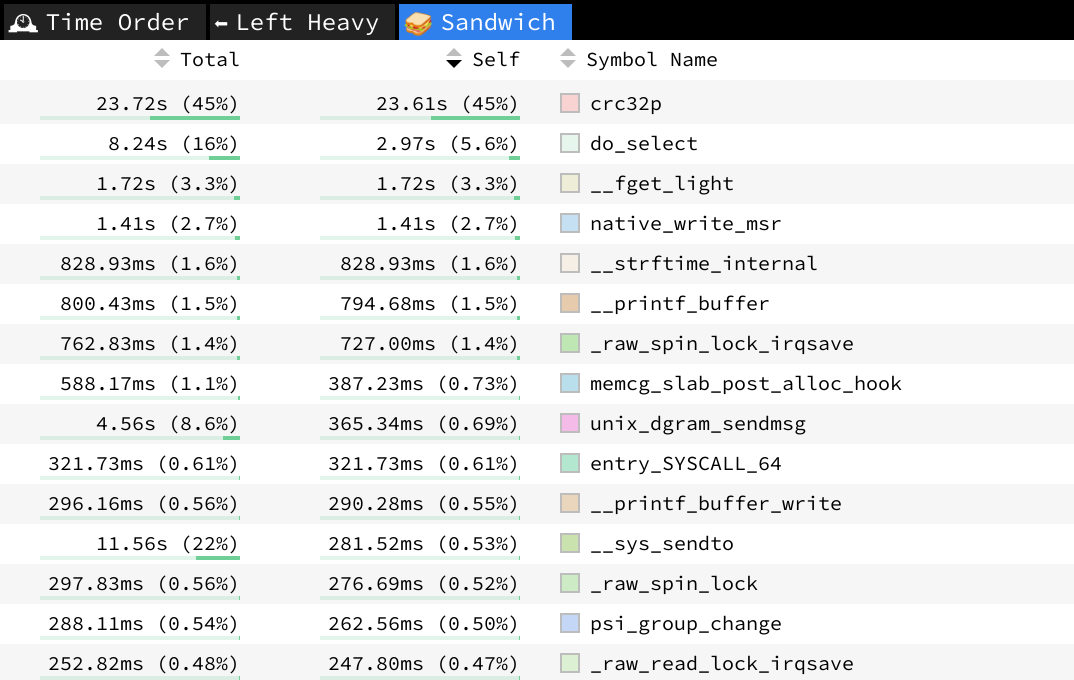 Time Order Left Heavy Sandwich
Total Self Symbol Name
23.72s (45%) 23.61s (45%) crc32p
8.24s (16%) 2.97s (5.6%) do_select
1.72s (3.3%) 1.72s (3.3%) __fget_light
1.41s (2.7%) 1.41s (2.7%) native_write_msr
828.93ms (1.6%) 828.93ms (1.6%) __strftime_internal
800.43ms (1.5%) 794.68ms (1.5%) __printf_buffer
762.83ms (1.4%) 727.00ms (1.4%) _raw_spin_lock_irqsave
588.17ms (1.1%) 387.23ms (0.73%) memcg_slab_post_alloc_hook
4.56s (8.6%) 365.34ms (0.69%) unix_dgram_sendmsg
321.73ms (0.61%) 321.73ms (0.61%) entry_SYSCALL_64
296.16ms (0.56%) 290.28ms (0.55%) __printf_buffer_write
11.56s (22%) 281.52ms (0.53%) __sys_sendto
297.83ms (0.56%) 276.69ms (0.52%) _raw_spin_lock
288.11ms (0.54%) 262.56ms (0.50%) psi_group_change
252.82ms (0.48%) 247.80ms (0.47%) _raw_read_lock_irqsave